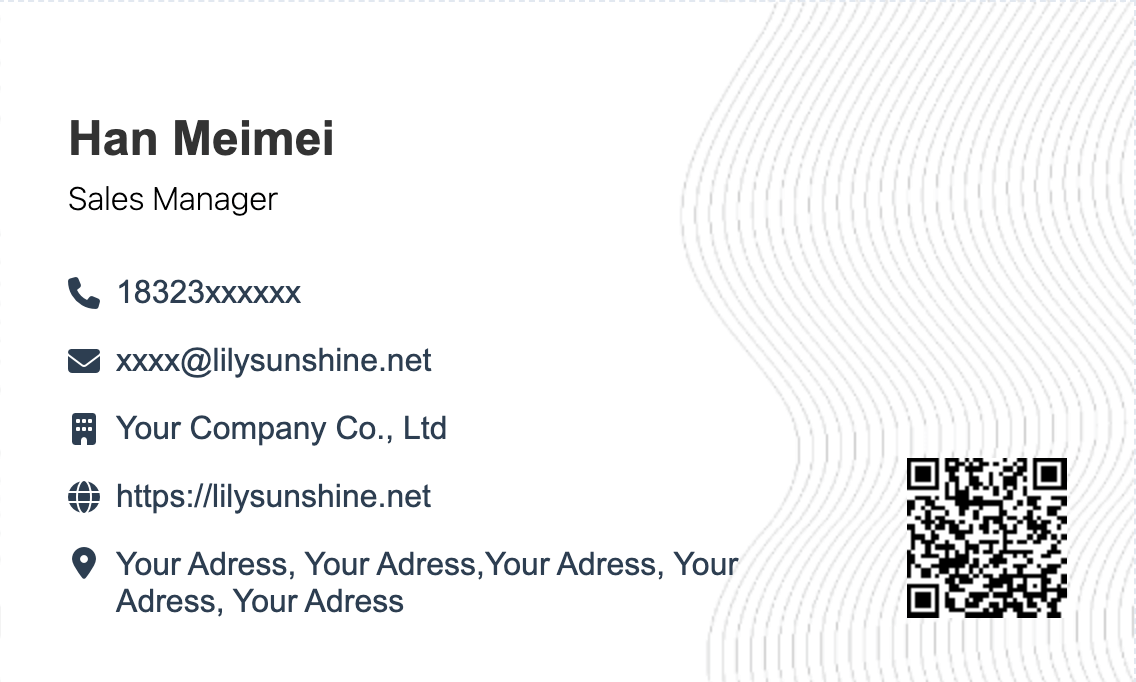 Han Meimei
Sales Manager
18323xxxxxx
xxxx@lilysunshine.net
Your Company Co., Ltd
https://lilysunshine.net
Your Adress, Your Adress,Your Adress, Your
Adress, Your Adress